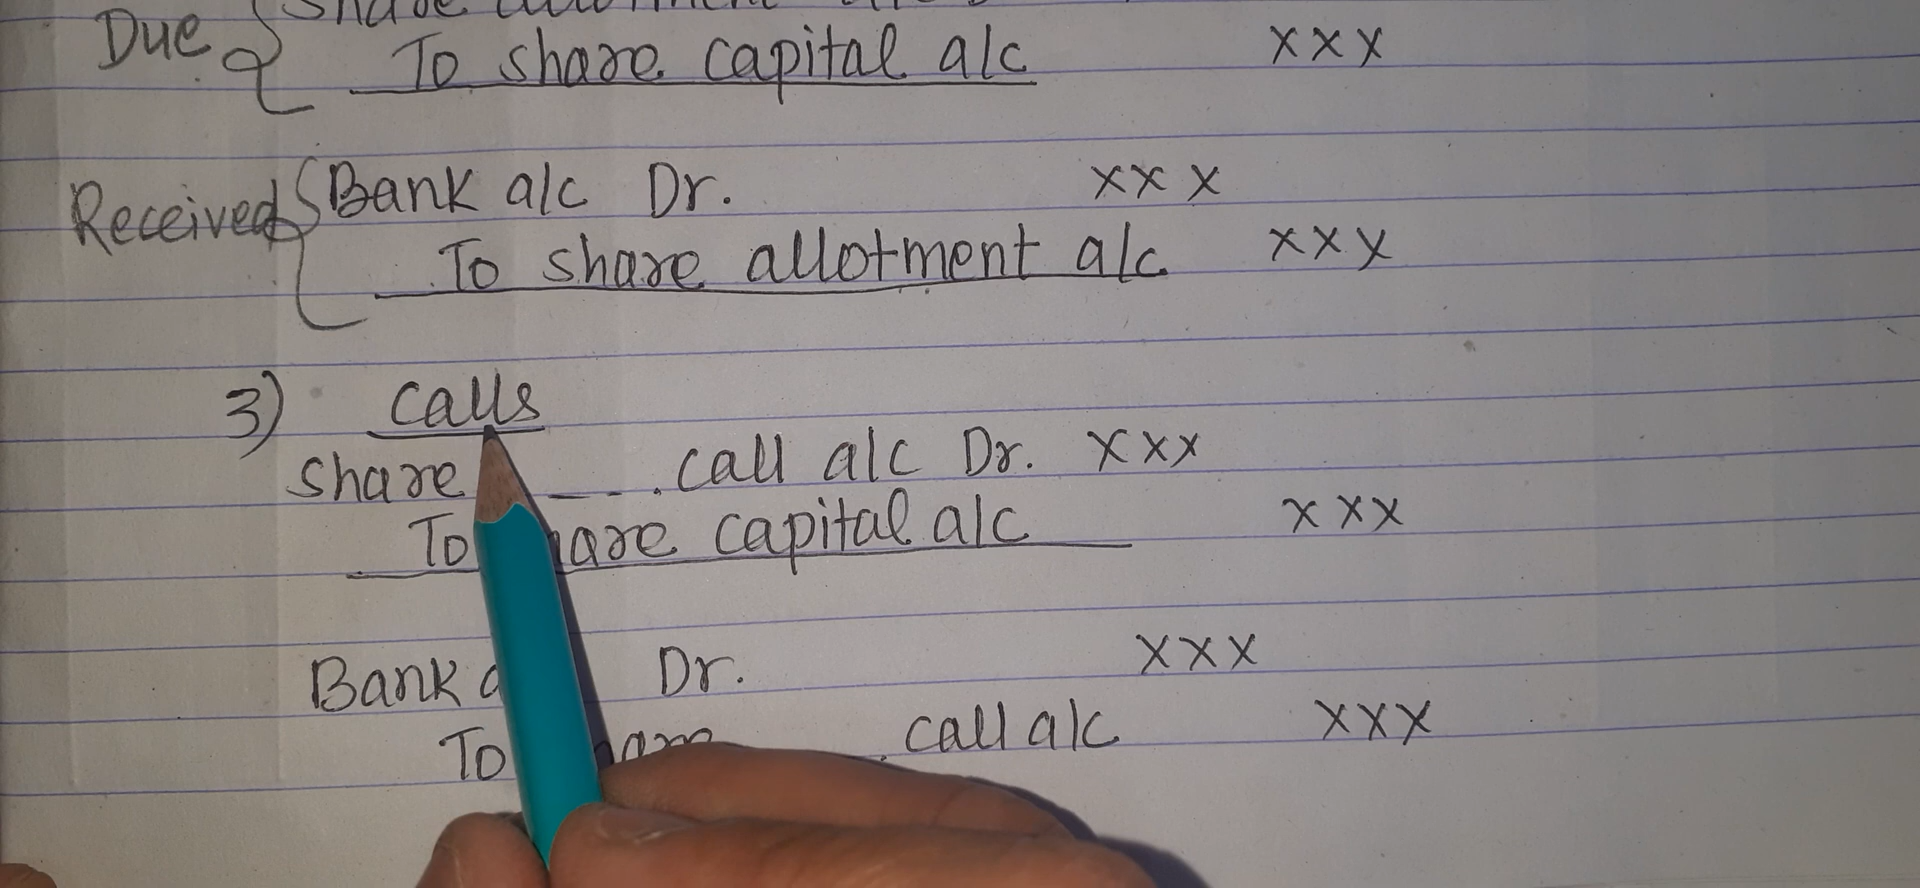 Due
To share capital a/c xxx
Received Bank a/c Dr. xxx
To share allotment a/c xxx
3) calls
share ---. call a/c Dr. xxx
To capital a/c xxx
Bank Dr. xxx
To call a/c xxx